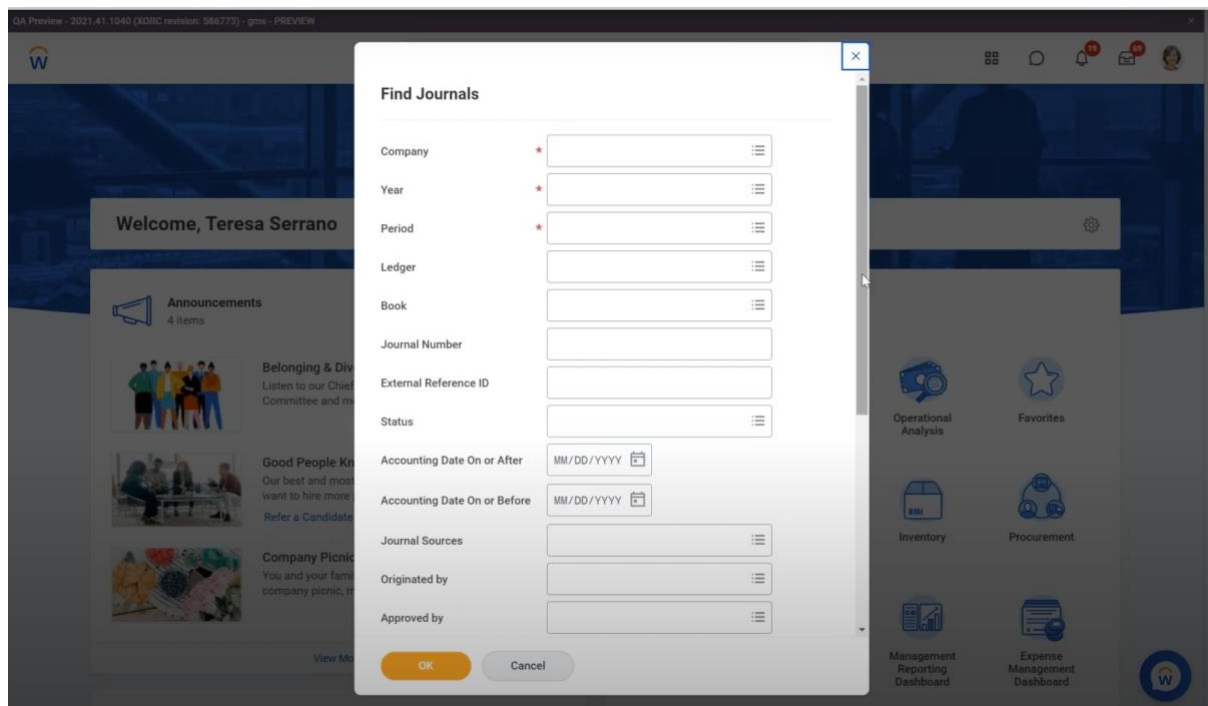 QA Preview - 2021.41.1040 (XORC revision: 586773) - gms - PREVIEW
19
69
Find Journals
Company *
Year *
Period *
Ledger
Book
Journal Number
External Reference ID
Status
Accounting Date On or After MM/DD/YYYY
Accounting Date On or Before MM/DD/YYYY
Journal Sources
Originated by
Approved by
OK
Cancel
Welcome, Teresa Serrano
Announcements
4 items
Belonging & Div
Listen to our Chief
Committee and m
Good People Kn
Our best and most
want to hire more
Refer a Candidate
Company Picnic
You and your fami
company picnic, m
View Mo
Operational
Analysis
Favorites
Inventory
Procurement
Management
Reporting
Dashboard
Expense
Management
Dashboard